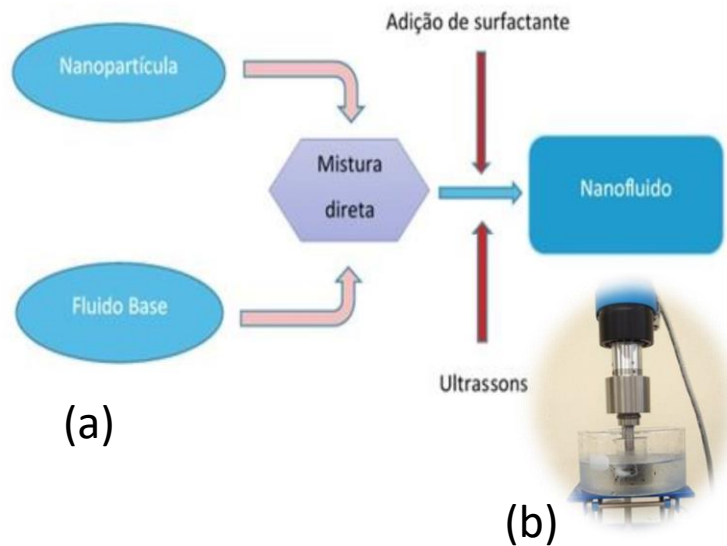 Adição de surfactante
Nanopartícula
Mistura
direta
Nanofluido
Fluido Base
Ultrassons
(a)
(b)